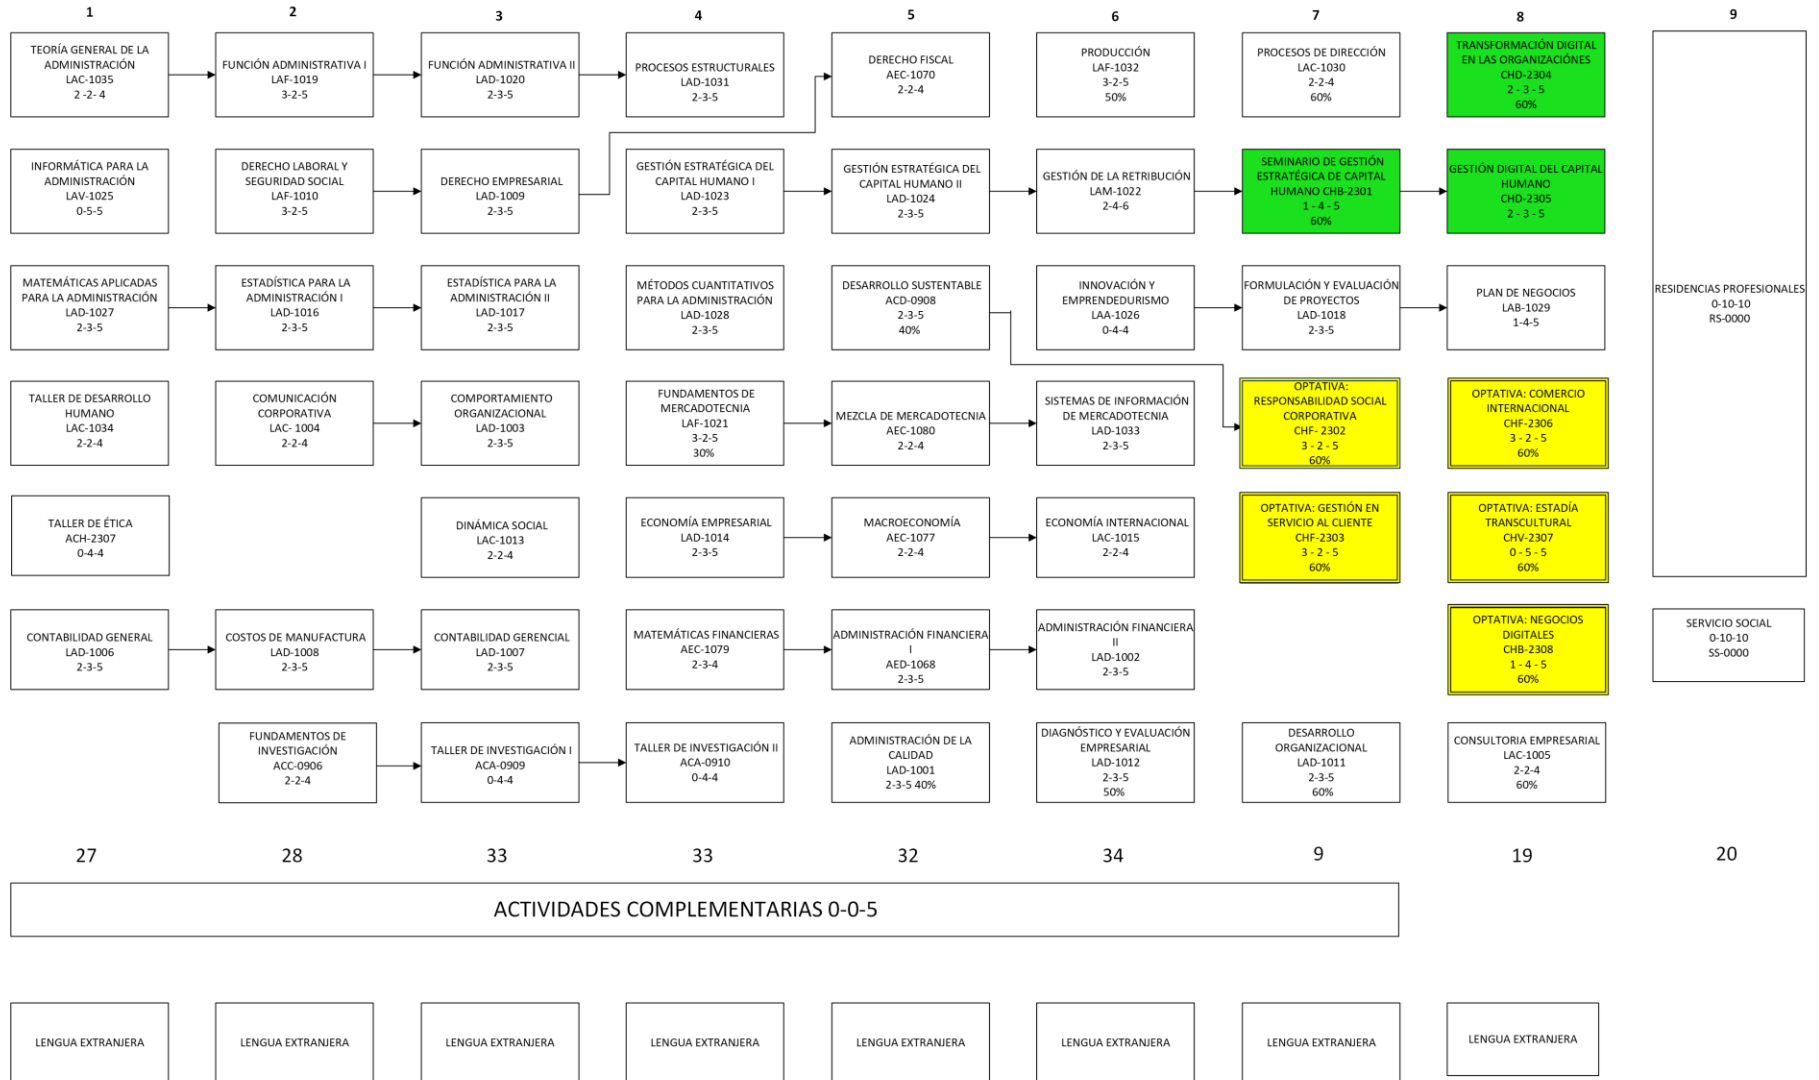 1
2
3
4
5
6
7
8
9
TEORÍA GENERAL DE LA
ADMINISTRACIÓN
LAC-1035
2 -2- 4
FUNCIÓN ADMINISTRATIVA I
LAF-1019
3-2-5
FUNCIÓN ADMINISTRATIVA II
LAD-1020
2-3-5
PROCESOS ESTRUCTURALES
LAD-1031
2-3-5
DERECHO FISCAL
AEC-1070
2-2-4
PRODUCCIÓN
LAF-1032
3-2-5
50%
PROCESOS DE DIRECCIÓN
LAC-1030
2-2-4
60%
TRANSFORMACIÓN DIGITAL
EN LAS ORGANIZACIÓNES
CHD-2304
2 - 3 - 5
60%
INFORMÁTICA PARA LA
ADMINISTRACIÓN
LAV-1025
0-5-5
DERECHO LABORAL Y
SEGURIDAD SOCIAL
LAF-1010
3-2-5
DERECHO EMPRESARIAL
LAD-1009
2-3-5
GESTIÓN ESTRATÉGICA DEL
CAPITAL HUMANO I
LAD-1023
2-3-5
GESTIÓN ESTRATÉGICA DEL
CAPITAL HUMANO II
LAD-1024
2-3-5
GESTIÓN DE LA RETRIBUCIÓN
LAM-1022
2-4-6
SEMINARIO DE GESTIÓN
ESTRATÉGICA DE CAPITAL
HUMANO CHB-2301
1 - 4 - 5
60%
GESTIÓN DIGITAL DEL CAPITAL
HUMANO
CHD-2305
2 - 3 - 5
MATEMÁTICAS APLICADAS
PARA LA ADMINISTRACIÓN
LAD-1027
2-3-5
ESTADÍSTICA PARA LA
ADMINISTRACIÓN I
LAD-1016
2-3-5
ESTADÍSTICA PARA LA
ADMINISTRACIÓN II
LAD-1017
2-3-5
MÉTODOS CUANTITATIVOS
PARA LA ADMINISTRACIÓN
LAD-1028
2-3-5
DESARROLLO SUSTENTABLE
ACD-0908
2-3-5
40%
INNOVACIÓN Y
EMPRENDEDURISMO
LAA-1026
0-4-4
FORMULACIÓN Y EVALUACIÓN
DE PROYECTOS
LAD-1018
2-3-5
PLAN DE NEGOCIOS
LAB-1029
1-4-5
RESIDENCIAS PROFESIONALES
0-10-10
RS-0000
TALLER DE DESARROLLO
HUMANO
LAC-1034
2-2-4
COMUNICACIÓN
CORPORATIVA
LAC- 1004
2-2-4
COMPORTAMIENTO
ORGANIZACIONAL
LAD-1003
2-3-5
FUNDAMENTOS DE
MERCADOTECNIA
LAF-1021
3-2-5
30%
MEZCLA DE MERCADOTECNIA
AEC-1080
2-2-4
SISTEMAS DE INFORMACIÓN
DE MERCADOTECNIA
LAD-1033
2-3-5
OPTATIVA:
RESPONSABILIDAD SOCIAL
CORPORATIVA
CHF- 2302
3 - 2 - 5
60%
OPTATIVA: COMERCIO
INTERNACIONAL
CHF-2306
3 - 2 - 5
60%
TALLER DE ÉTICA
ACH-2307
0-4-4
DINÁMICA SOCIAL
LAC-1013
2-2-4
ECONOMÍA EMPRESARIAL
LAD-1014
2-3-5
MACROECONOMÍA
AEC-1077
2-2-4
ECONOMÍA INTERNACIONAL
LAC-1015
2-2-4
OPTATIVA: GESTIÓN EN
SERVICIO AL CLIENTE
CHF-2303
3 - 2 - 5
60%
OPTATIVA: ESTADÍA
TRANSCULTURAL
CHV-2307
0 - 5 - 5
60%
CONTABILIDAD GENERAL
LAD-1006
2-3-5
COSTOS DE MANUFACTURA
LAD-1008
2-3-5
CONTABILIDAD GERENCIAL
LAD-1007
2-3-5
MATEMÁTICAS FINANCIERAS
AEC-1079
2-3-4
ADMINISTRACIÓN FINANCIERA
I
AED-1068
2-3-5
ADMINISTRACIÓN FINANCIERA
II
LAD-1002
2-3-5
OPTATIVA: NEGOCIOS
DIGITALES
CHB-2308
1 - 4 - 5
60%
SERVICIO SOCIAL
0-10-10
SS-0000
FUNDAMENTOS DE
INVESTIGACIÓN
ACC-0906
2-2-4
TALLER DE INVESTIGACIÓN I
ACA-0909
0-4-4
TALLER DE INVESTIGACIÓN II
ACA-0910
0-4-4
ADMINISTRACIÓN DE LA
CALIDAD
LAD-1001
2-3-5 40%
DIAGNÓSTICO Y EVALUACIÓN
EMPRESARIAL
LAD-1012
2-3-5
50%
DESARROLLO
ORGANIZACIONAL
LAD-1011
2-3-5
60%
CONSULTORIA EMPRESARIAL
LAC-1005
2-2-4
60%
27
28
33
33
32
34
9
19
20
ACTIVIDADES COMPLEMENTARIAS 0-0-5
LENGUA EXTRANJERA
LENGUA EXTRANJERA
LENGUA EXTRANJERA
LENGUA EXTRANJERA
LENGUA EXTRANJERA
LENGUA EXTRANJERA
LENGUA EXTRANJERA
LENGUA EXTRANJERA